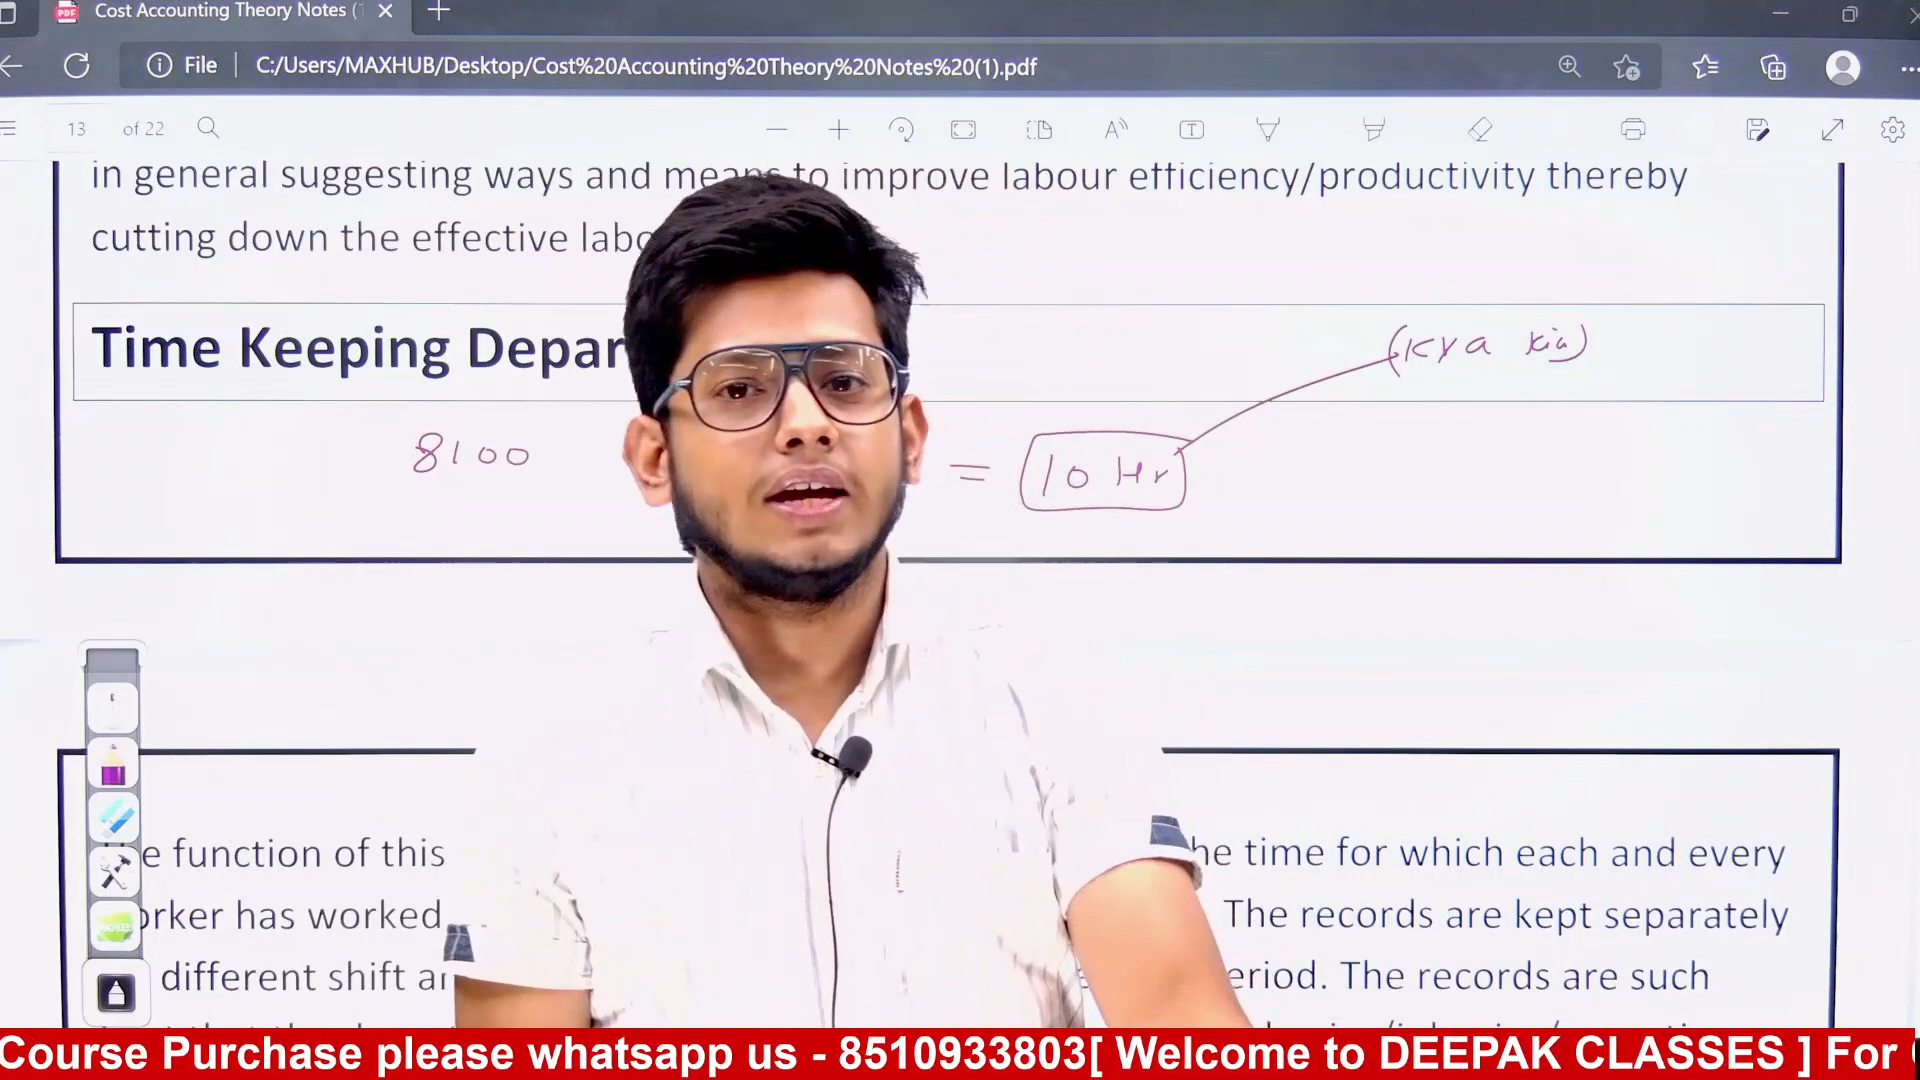 Cost Accounting Theory Notes (
File
C:/Users/MAXHUB/Desktop/Cost%20Accounting%20Theory%20Notes%20(1).pdf
13 of 22
in general suggesting ways and means to improve labour efficiency/productivity thereby
cutting down the effective labo
Time Keeping Depar
(Kya Kia)
8100
= 10 Hr
e function of this he time for which each and every
orker has worked. The records are kept separately
different shift ar eriod. The records are such
Course Purchase please whatsapp us - 8510933803[ Welcome to DEEPAK CLASSES ] For